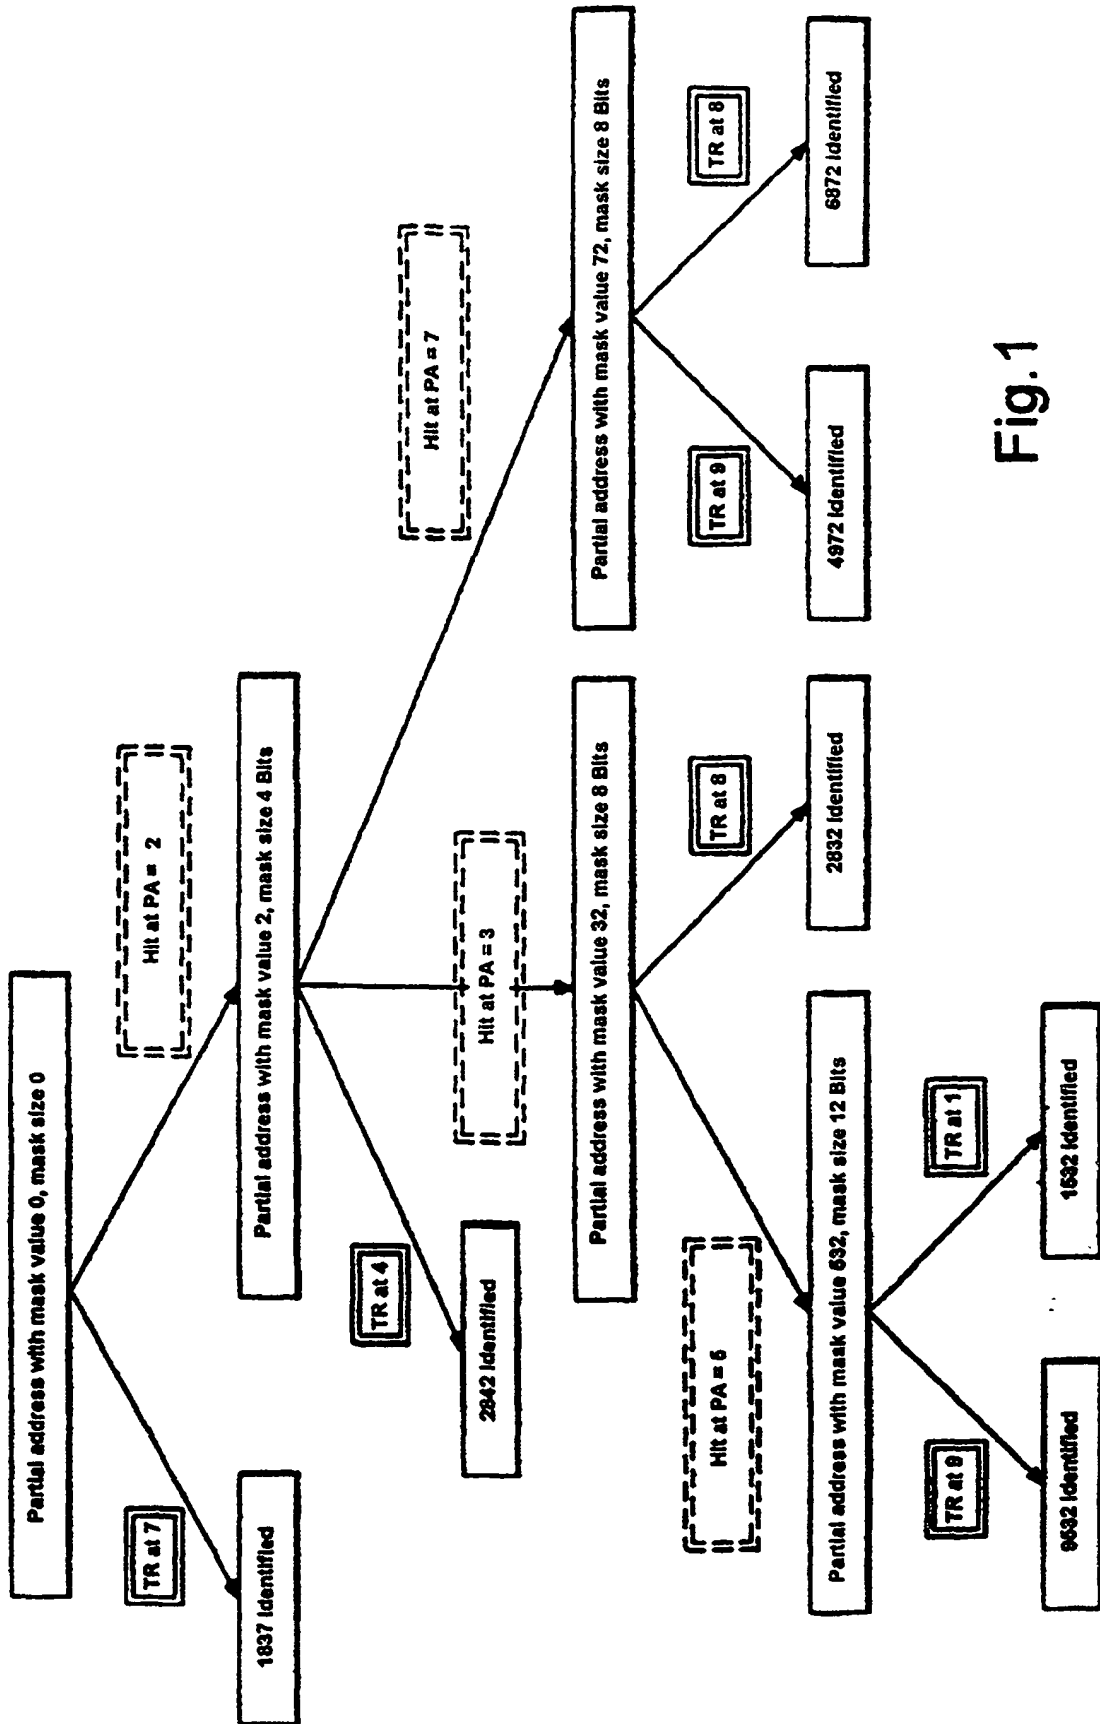 Partial address with mask value 0, mask size 0
TR at 7
Hit at PA = 2
1837 Identified
Partial address with mask value 2, mask size 4 Bits
TR at 4
Hit at PA = 3
Hit at PA = 7
2842 Identified
Partial address with mask value 32, mask size 8 Bits
Partial address with mask value 72, mask size 8 Bits
Hit at PA = 5
TR at 8
TR at 9
TR at 8
Partial address with mask value 532, mask size 12 Bits
2832 Identified
4972 Identified
6872 Identified
TR at 9
TR at 1
9532 Identified
1532 Identified
Fig.1